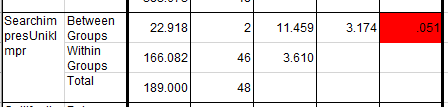 Searchim Between 22.918 2 11.459 3.174 .051
presUnikI Groups
mpr Within 166.082 46 3.610
Groups
Total 189.000 48